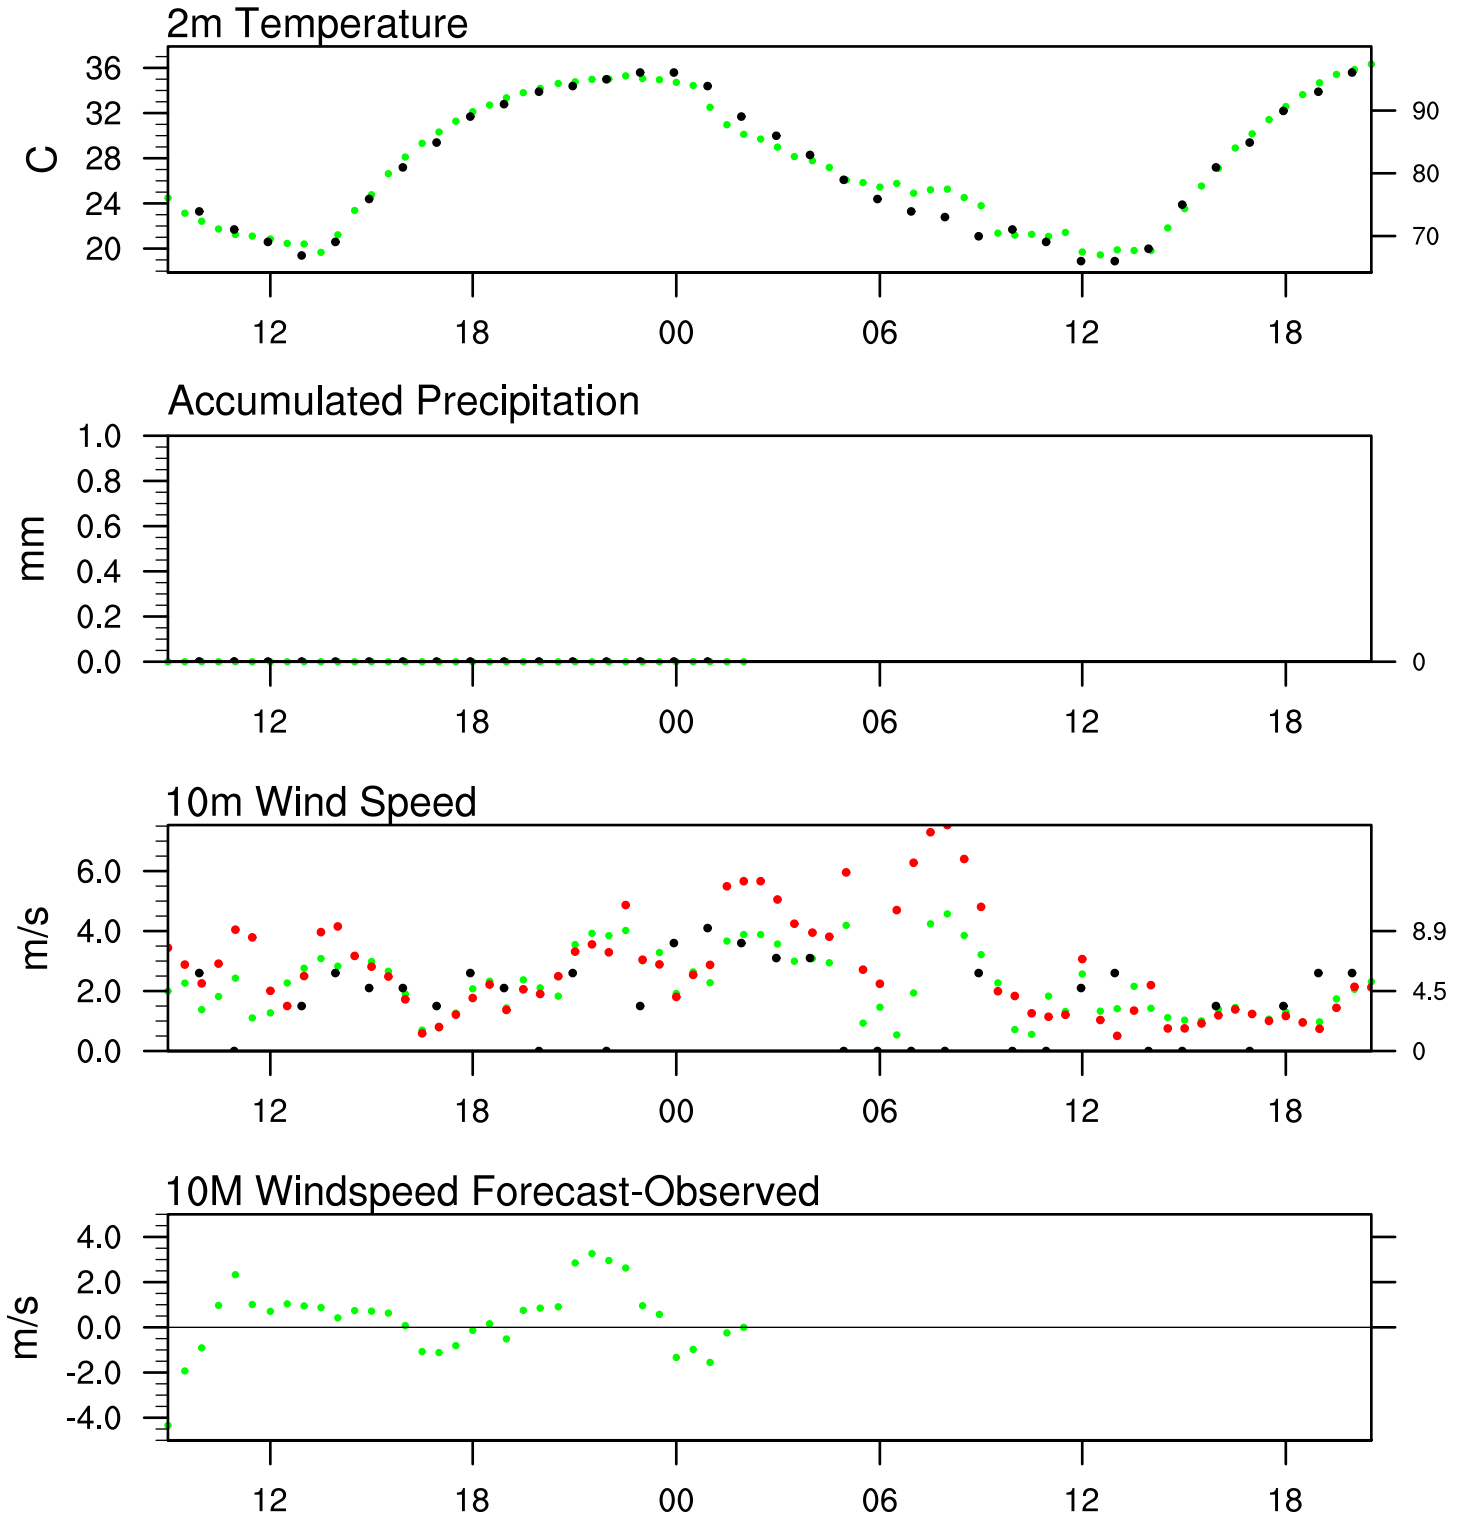 2m Temperature
36
32
28
24
20
C
90
80
70
12 18 00 06 12 18
Accumulated Precipitation
1.0
0.8
0.6
0.4
0.2
0.0
mm
0
12 18 00 06 12 18
10m Wind Speed
6.0
4.0
2.0
0.0
m/s
8.9
4.5
0
12 18 00 06 12 18
10M Windspeed Forecast-Observed
4.0
2.0
0.0
-2.0
-4.0
m/s
12 18 00 06 12 18